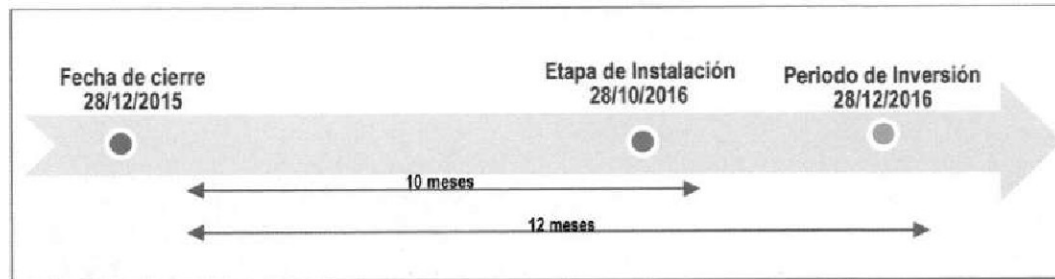 Fecha de cierre
28/12/2015
Etapa de Instalación
28/10/2016
Periodo de Inversión
28/12/2016
10 meses
12 meses